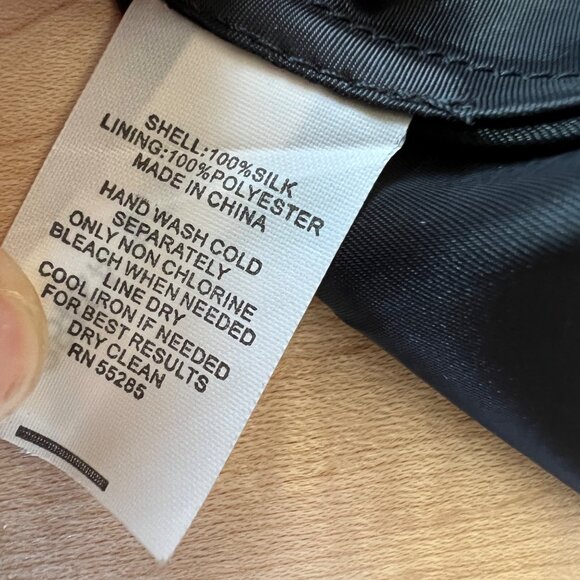 SHELL:100%SILK
LINING:100%POLYESTER
MADE IN CHINA
HAND WASH COLD
SEPARATELY
ONLY NON CHLORINE
BLEACH WHEN NEEDED
LINE DRY
COOL IRON IF NEEDED
FOR BEST RESULTS
DRY CLEAN
RN 55285